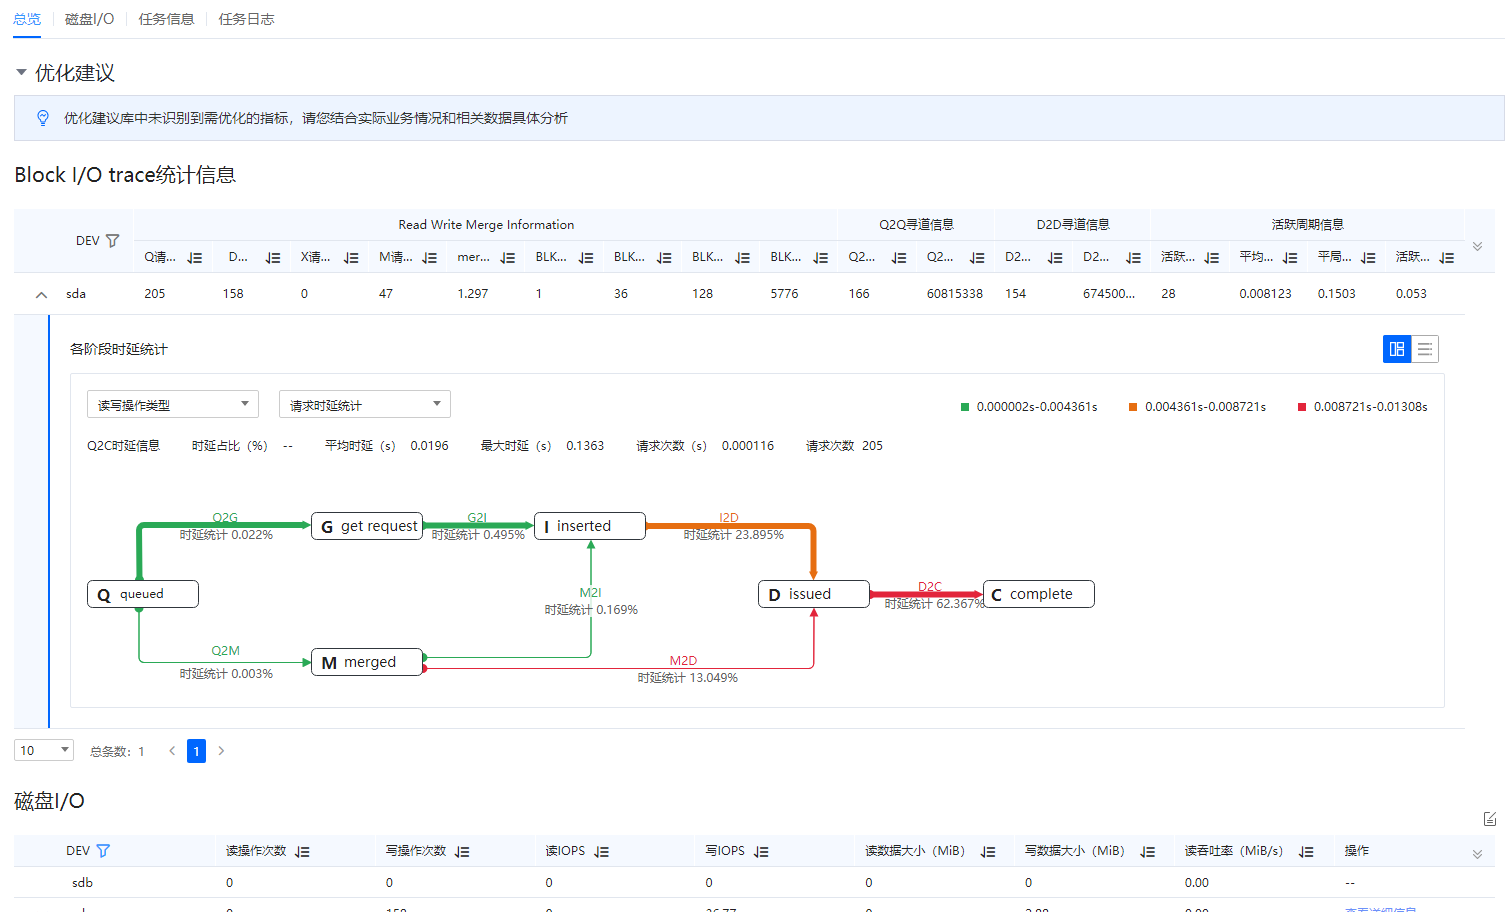 总览 磁盘I/O 任务信息 任务日志
优化建议
优化建议库中未识别到需优化的指标，请您结合实际业务情况和相关数据具体分析
Block I/O trace统计信息
DEV Read Write Merge Information Q2Q寻道信息 D2D寻道信息 活跃周期信息
Q请... D... X请... M请... mer... BLK... BLK... BLK... BLK... Q2... Q2... D2... D2... 活跃... 平均... 平局... 活跃...
sda 205 158 0 47 1.297 1 36 128 5776 166 60815338 154 674500... 28 0.008123 0.1503 0.053
各阶段时延统计
读写操作类型 请求时延统计 0.000002s-0.004361s 0.004361s-0.008721s 0.008721s-0.01308s
Q2C时延信息 时延占比（%） -- 平均时延（s） 0.0196 最大时延（s） 0.1363 请求次数（s） 0.000116 请求次数 205
Q2G G2I I2D
G get request I inserted
时延统计 0.022% 时延统计 0.495% 时延统计 23.895%
D2C
Q queued M2I D issued C complete
时延统计 0.169% 时延统计 62.367%
Q2M
M merged M2D
时延统计 0.003% 时延统计 13.049%
10 总条数：1 < 1 >
磁盘I/O
DEV 读操作次数 写操作次数 读IOPS 写IOPS 读数据大小（MiB） 写数据大小（MiB） 读吞吐率（MiB/s） 操作
sdb 0 0 0 0 0 0 0.00 --